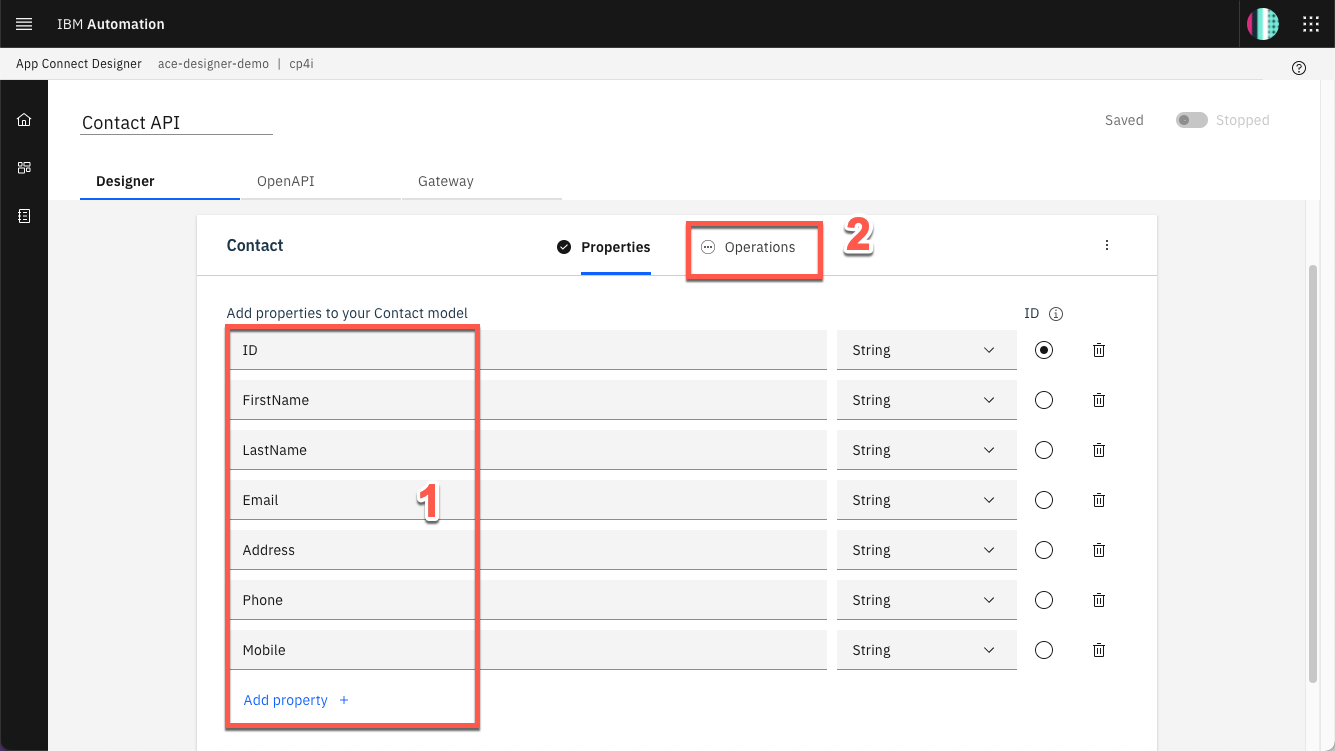 IBM Automation
App Connect Designer ace-designer-demo | cp4i
Contact API
Saved Stopped
Designer OpenAPI Gateway
Contact Properties Operations 2
Add properties to your Contact model ID
ID String
FirstName String
LastName String
Email String
1
Address String
Phone String
Mobile String
Add property +